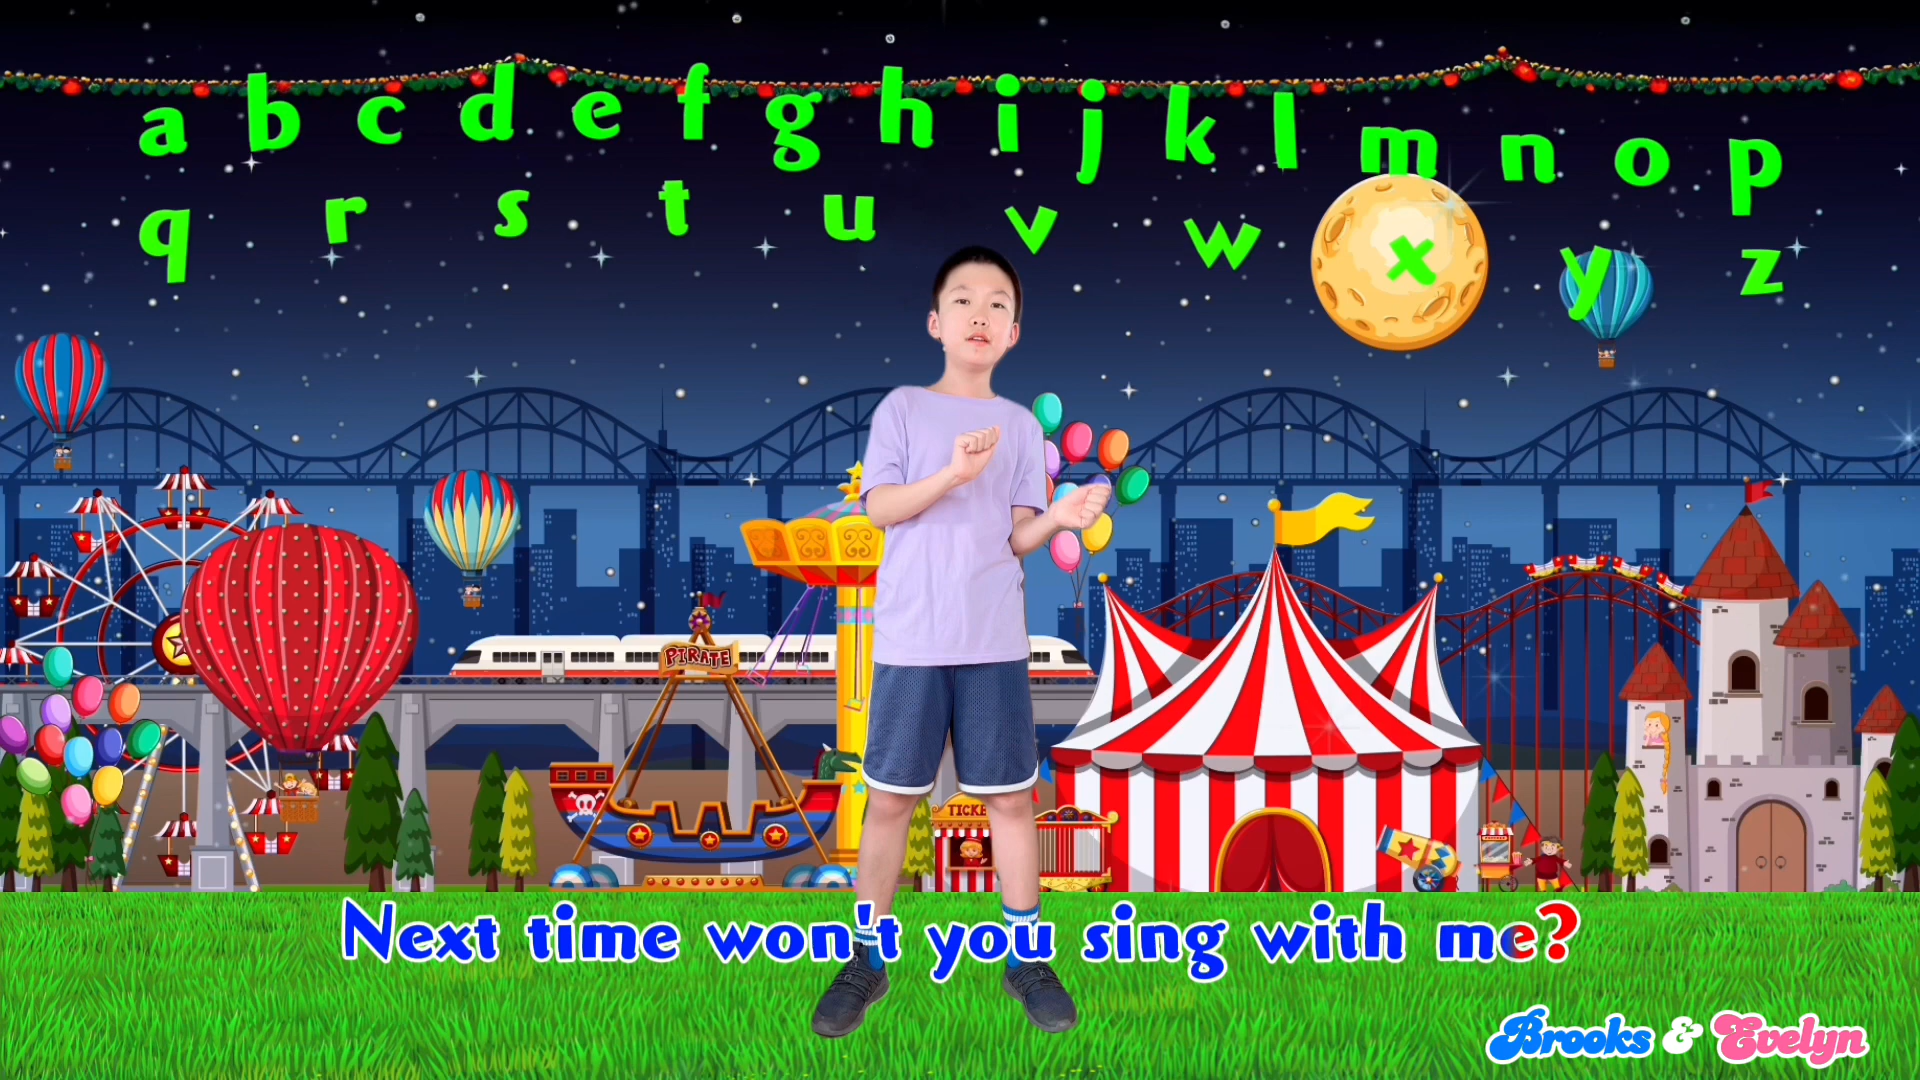 a b c d e f g h i j k l m n o p
q r s t u v w x y z
PIRATE
TICKE
Next time won't you sing with me?
Brooks & Evelyn